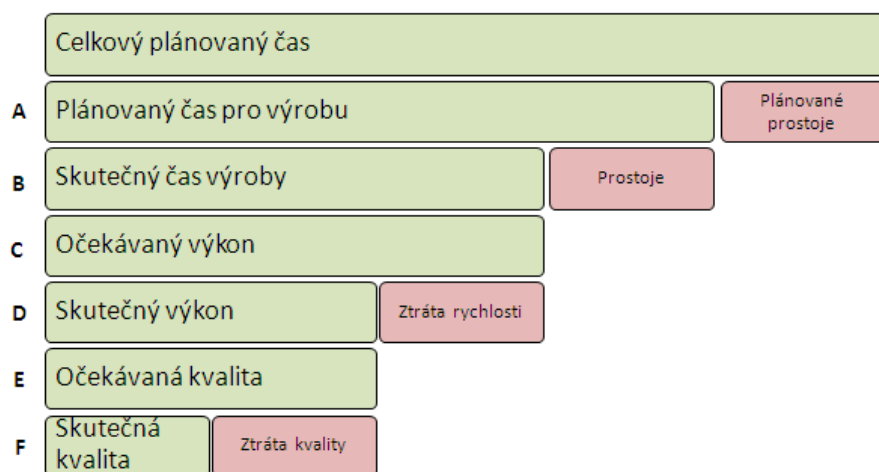 Celkový plánovaný čas
A Plánovaný čas pro výrobu
Plánované
prostoje
B Skutečný čas výroby
Prostoje
C Očekávaný výkon
D Skutečný výkon
Ztráta rychlosti
E Očekávaná kvalita
F Skutečná
kvalita
Ztráta kvality